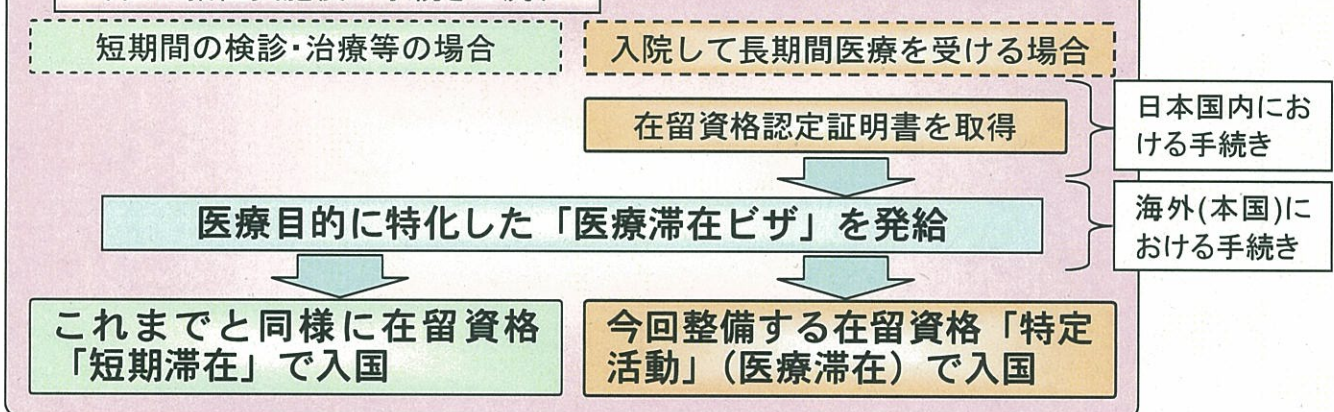 短期間の検診・治療等の場合
入院して長期間医療を受ける場合
在留資格認定証明書を取得
日本国内にお
ける手続き
医療目的に特化した「医療滞在ビザ」を発給
海外(本国)に
おける手続き
これまでと同様に在留資格
「短期滞在」で入国
今回整備する在留資格「特定
活動」（医療滞在）で入国